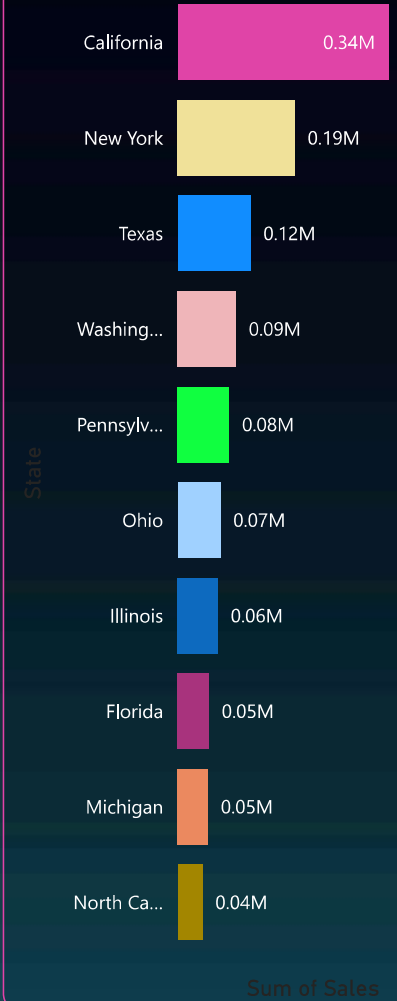 California 0.34M
New York 0.19M
Texas 0.12M
Washing... 0.09M
Pennsylv... 0.08M
State
Ohio 0.07M
Illinois 0.06M
Florida 0.05M
Michigan 0.05M
North Ca... 0.04M
Sum of Sales